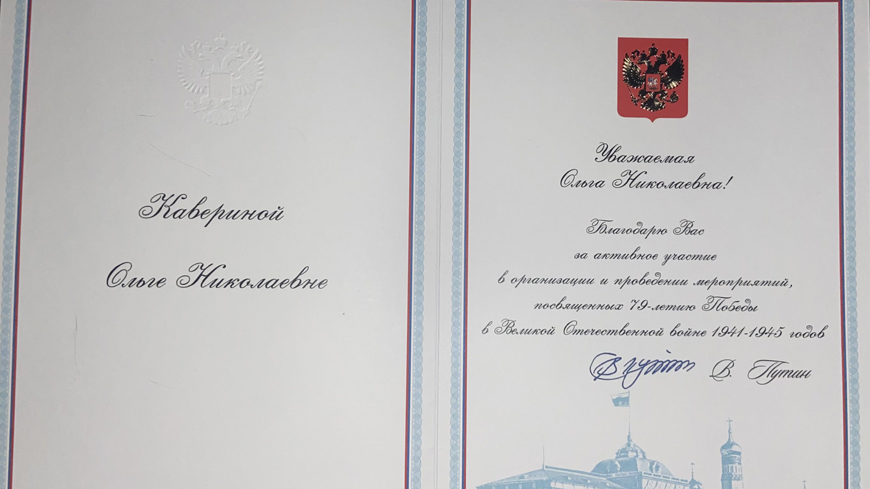 Кавериной
Ольге Николаевне
Уважаемая
Ольга Николаевна!
Благодарю Вас
за активное участие
в организации и проведении мероприятий,
посвященных 79-летию Победы
в Великой Отечественной войне 1941-1945 годов
В. Путин